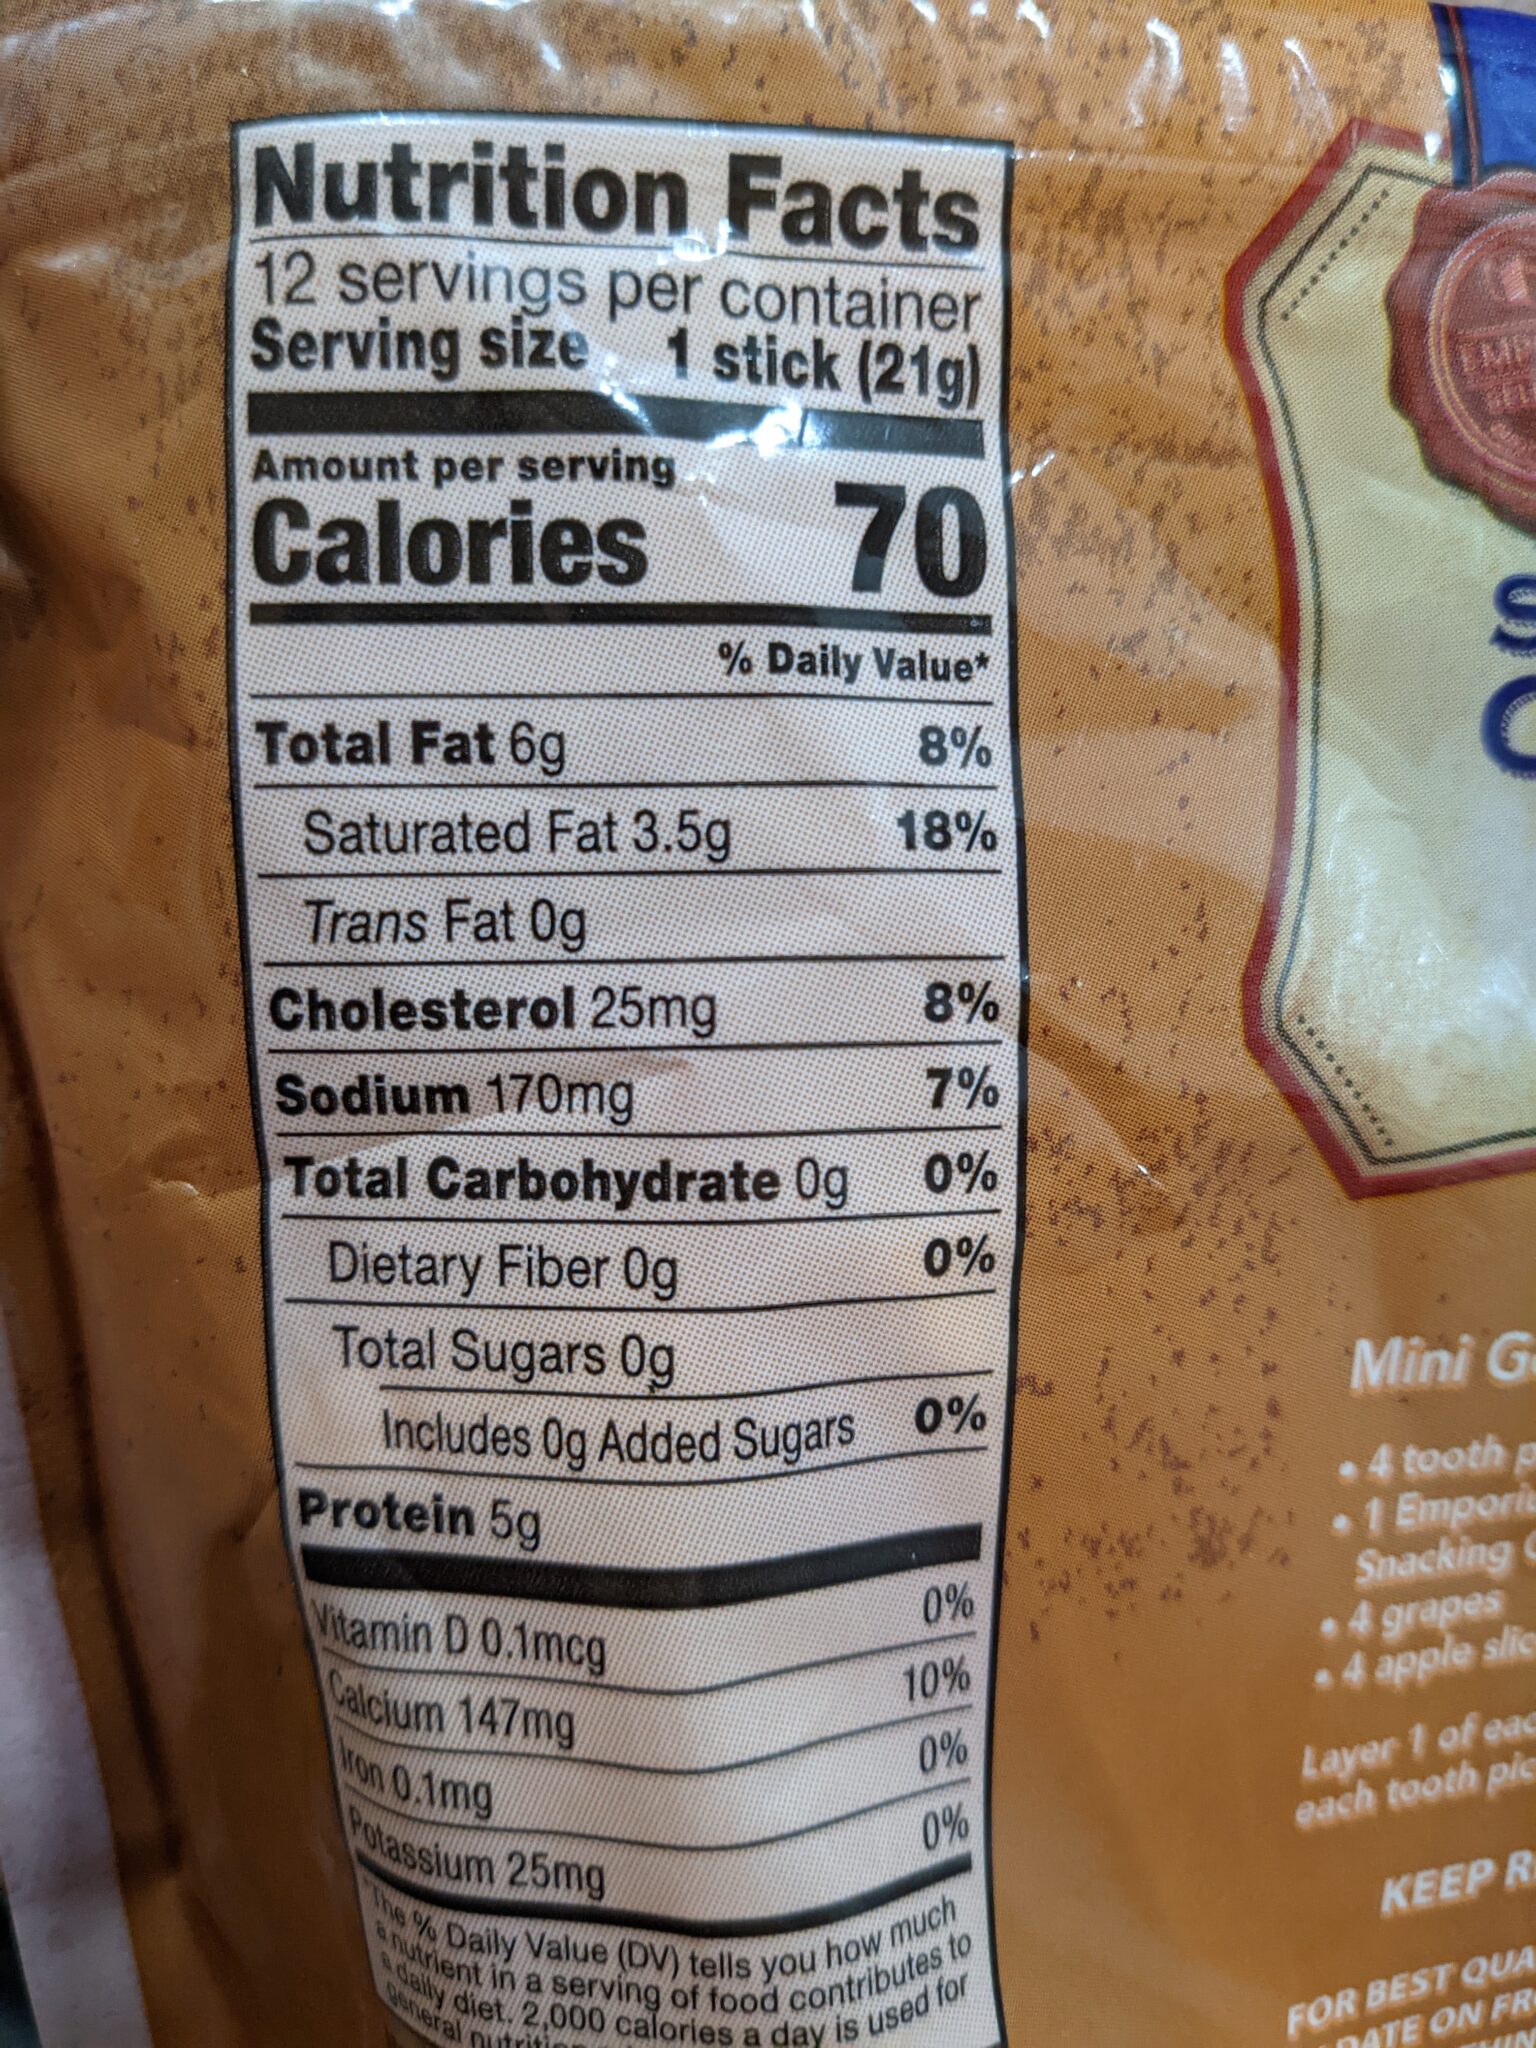 Nutrition Facts
12 servings per container
Serving size 1 stick (21g)
Amount per serving
Calories 70
% Daily Value*
Total Fat 6g 8%
Saturated Fat 3.5g 18%
Trans Fat 0g
Cholesterol 25mg 8%
Sodium 170mg 7%
Total Carbohydrate 0g 0%
Dietary Fiber 0g 0%
Total Sugars 0g
Includes 0g Added Sugars 0%
Protein 5g
Vitamin D 0.1mcg 0%
Calcium 147mg 10%
Iron 0.1mg 0%
Potassium 25mg 0%
The % Daily Value (DV) tells you how much
a nutrient in a serving of food contributes to
a daily diet. 2,000 calories a day is used for
general
Mini
• 4 tooth
• 1
Snacking
• 4 grapes
• 4 apple
Layer 1 of
each tooth
KEEP
FOR BEST
DATE ON